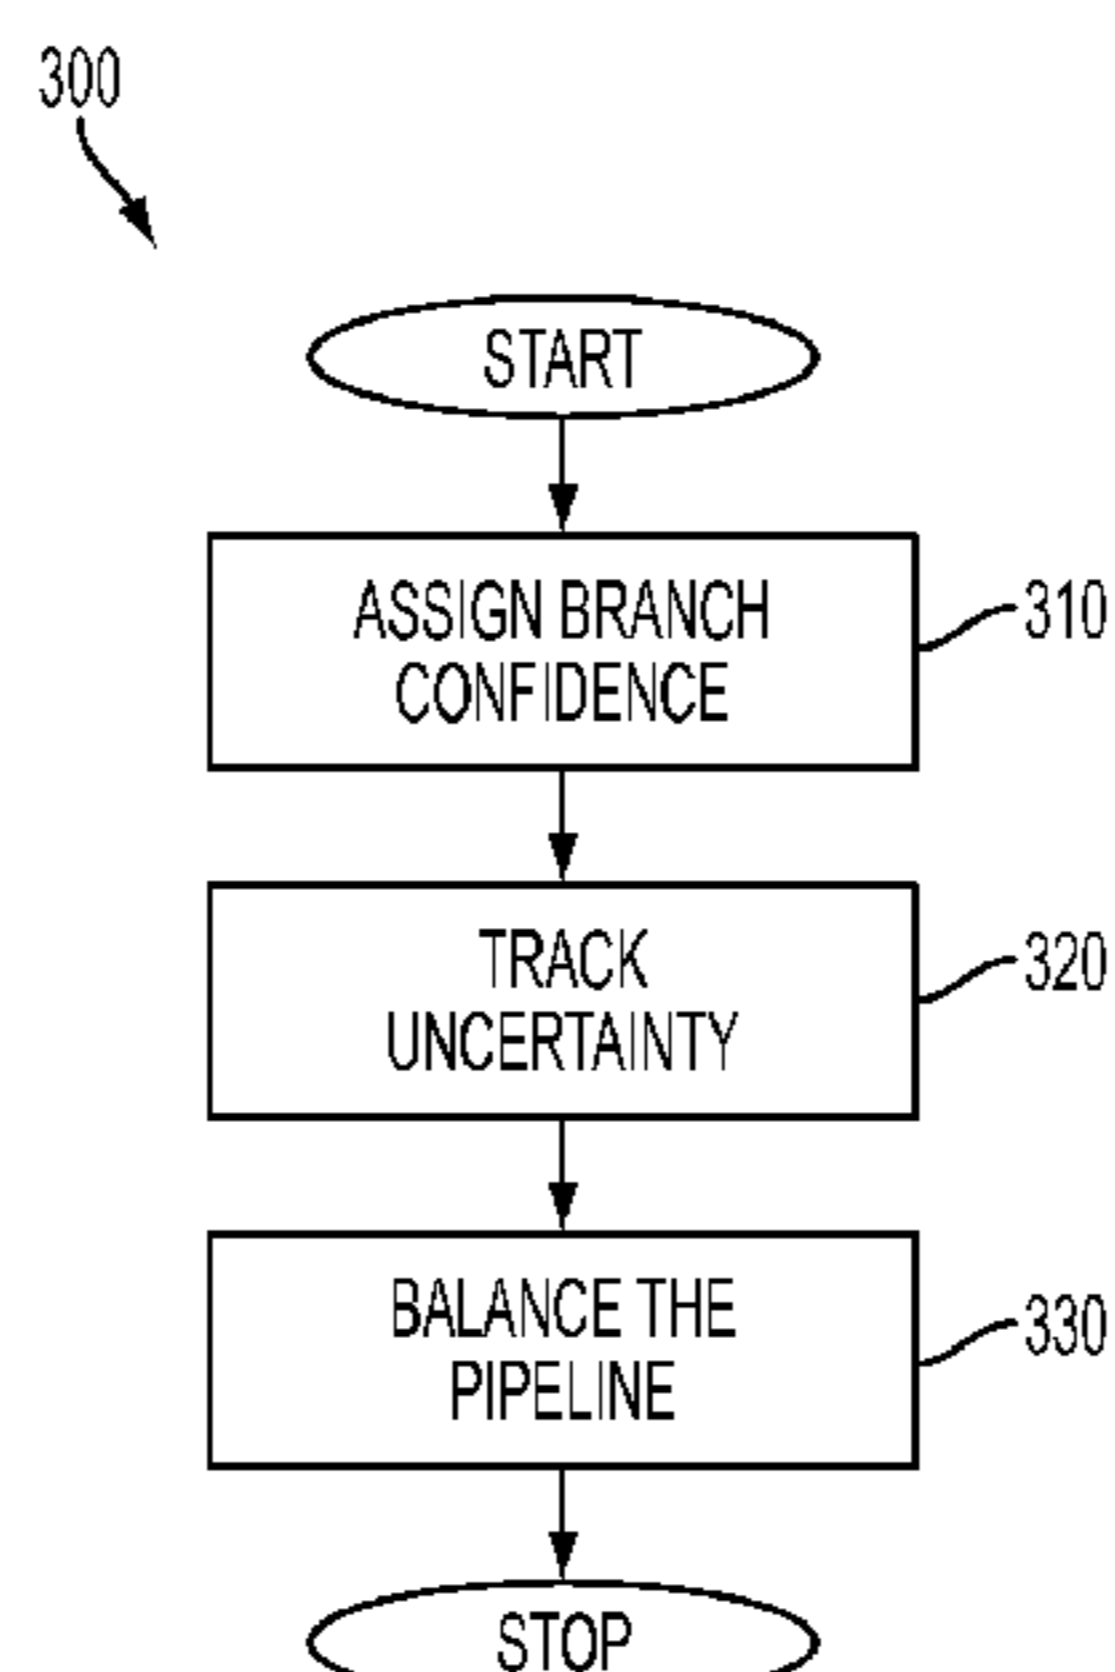 300
START
ASSIGN BRANCH
CONFIDENCE
310
TRACK
UNCERTAINTY
320
BALANCE THE
PIPELINE
330
STOP